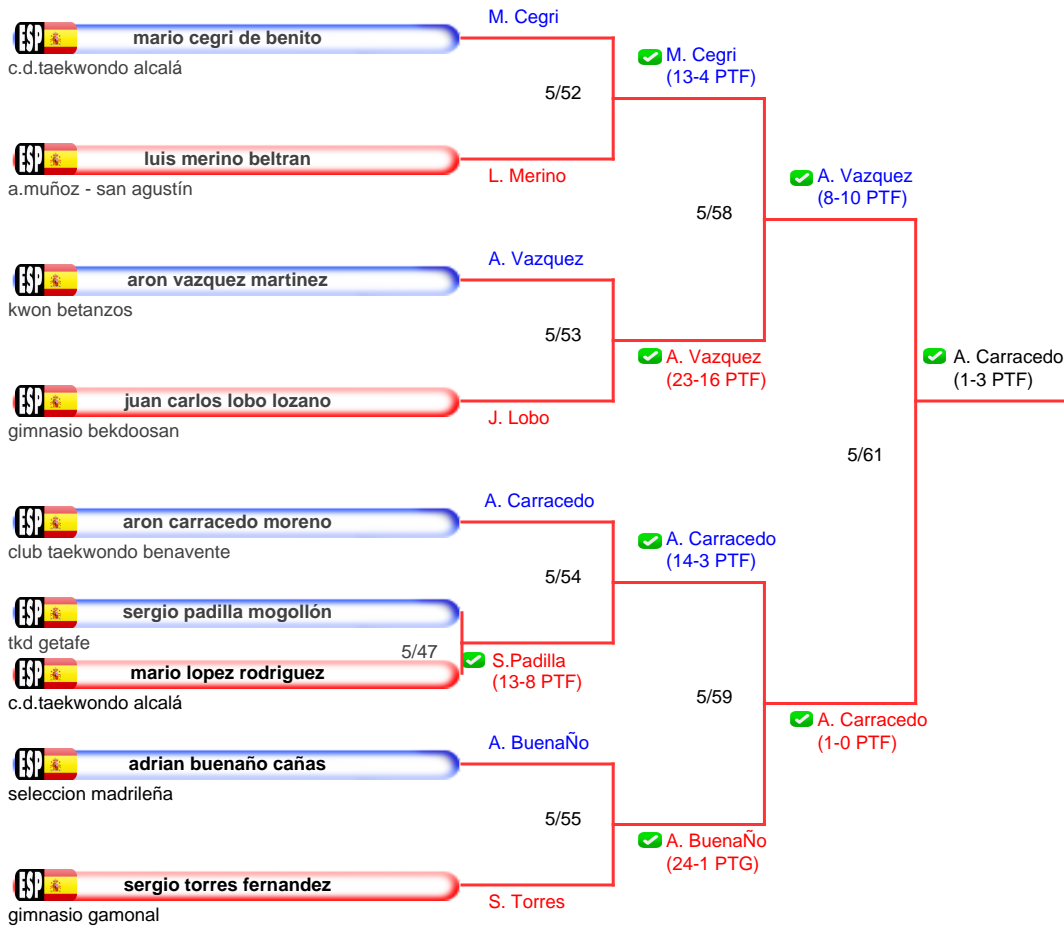 M. Cegri
ESP mario cegri de benito
c.d.taekwondo alcalá
M. Cegri
(13-4 PTF)
5/52
ESP luis merino beltran
L. Merino
a.muñoz - san agustín
A. Vazquez
(8-10 PTF)
5/58
A. Vazquez
ESP aron vazquez martinez
kwon betanzos
5/53
A. Vazquez
(23-16 PTF)
A. Carracedo
(1-3 PTF)
ESP juan carlos lobo lozano
J. Lobo
gimnasio bekdoosan
5/61
A. Carracedo
ESP aron carracedo moreno
club taekwondo benavente
A. Carracedo
(14-3 PTF)
5/54
ESP sergio padilla mogollón
tkd getafe
5/47
S.Padilla
(13-8 PTF)
ESP mario lopez rodriguez
c.d.taekwondo alcalá
5/59
A. Carracedo
(1-0 PTF)
A. BuenaÑo
ESP adrian buenaño cañas
seleccion madrileña
5/55
A. BuenaÑo
(24-1 PTG)
ESP sergio torres fernandez
S. Torres
gimnasio gamonal